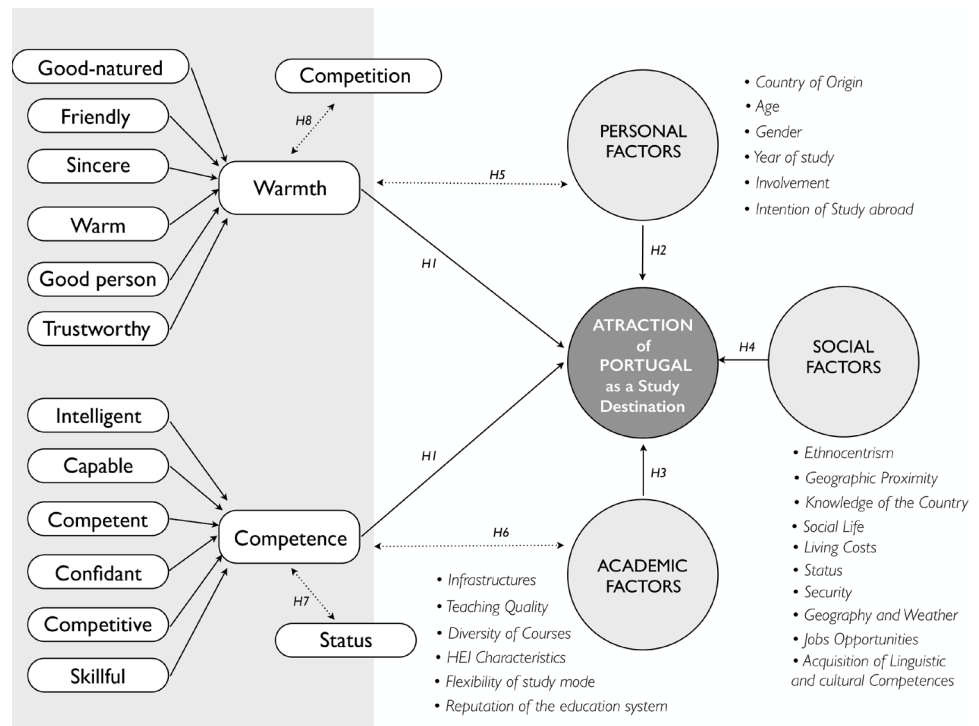 Good-natured
Friendly
Sincere
Warm
Good person
Trustworthy
Competition
H8
Warmth
H5
H1
PERSONAL
FACTORS
• Country of Origin
• Age
• Gender
• Year of study
• Involvement
• Intention of Study abroad
H2
ATRACTION
of
PORTUGAL
as a Study
Destination
H4
SOCIAL
FACTORS
• Ethnocentrism
• Geographic Proximity
• Knowledge of the Country
• Social Life
• Living Costs
• Status
• Security
• Geography and Weather
• Jobs Opportunities
• Acquisition of Linguistic
and cultural Competences
Intelligent
Capable
Competent
Confidant
Competitive
Skillful
Competence
H1
H6
H7
Status
H3
ACADEMIC
FACTORS
• Infrastructures
• Teaching Quality
• Diversity of Courses
• HEI Characteristics
• Flexibility of study mode
• Reputation of the education system